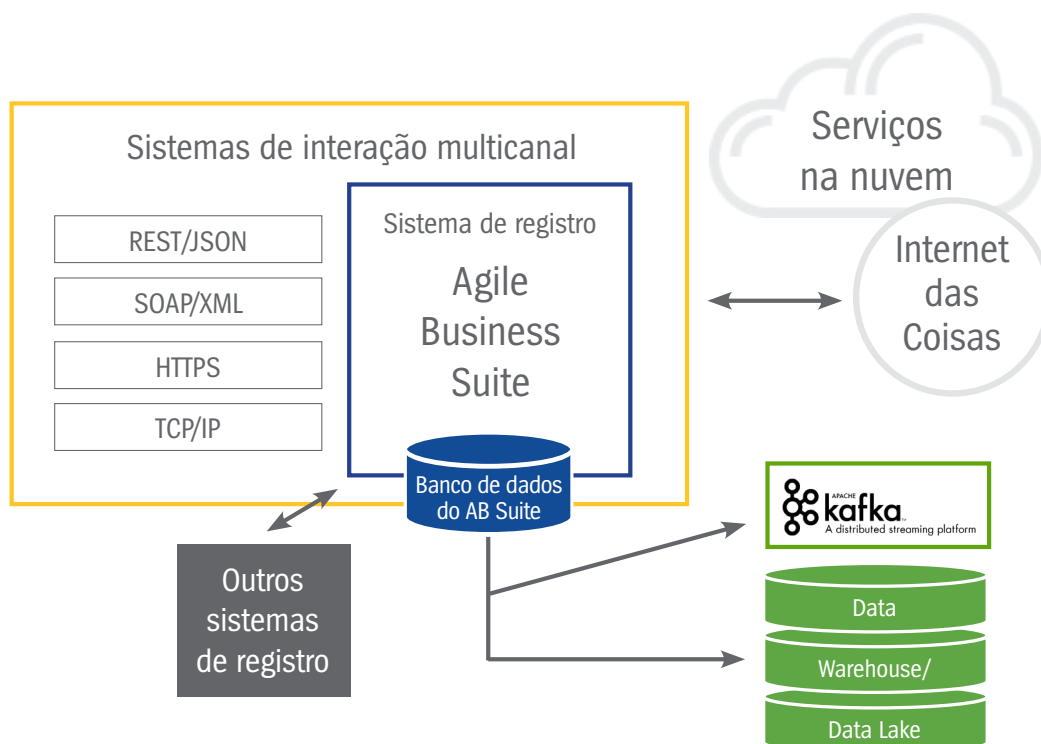 Sistemas de interação multicanal
REST/JSON
SOAP/XML
HTTPS
TCP/IP
Sistema de registro
Agile
Business
Suite
Banco de dados
do AB Suite
Serviços
na nuvem
Internet
das
Coisas
Outros
sistemas
de registro
APACHE
kafka™
A distributed streaming platform
Data
Warehouse/
Data Lake